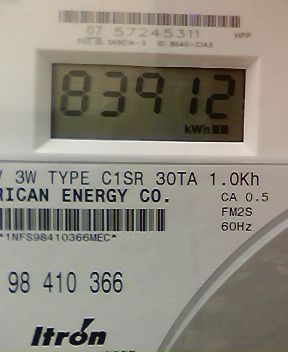 07 57245311
83912
kWh
3W TYPE C1SR 30TA 1.0Kh
RICAN ENERGY CO.
CA 0.5
FM2S
60Hz
*1NFS98410366MEC*
98 410 366
Itron